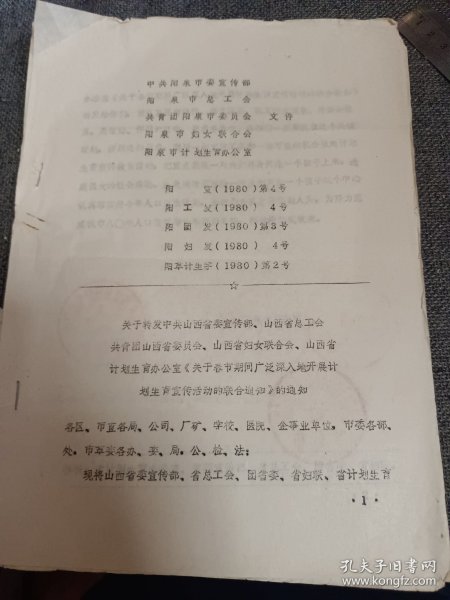 中共阳泉市委宣传部
阳泉市总工会
共青团阳泉市委员会 文件
阳泉市妇女联合会
阳泉市计划生育办公室
阳宣(1980)第4号
阳工发(1980)4号
阳团发(1980)第3号
阳妇发(1980)4号
阳革计生字(1980)第2号
☆
关于转发中共山西省委宣传部、山西省总工会
共青团山西省委员会、山西省妇女联合会、山西省
计划生育办公室《关于春节期间广泛深入地开展计
划生育宣传活动的联合通知》的通知
各区、市直各局、公司、厂矿、学校、医院、企事业单位,市委各部、
处、市革委各办、委、局、公、检、法:
现将山西省委宣传部、省总工会、团省委、省妇联、省计划生育
·1·
孔夫子旧书网
www.kongfz.com